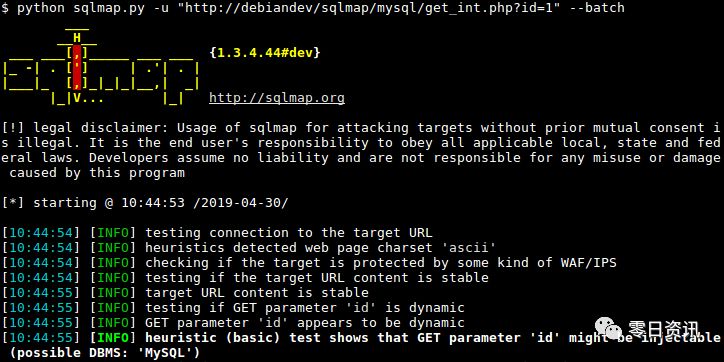 $ python sqlmap.py -u "http://debiandev/sqlmap/mysql/get_int.php?id=1" --batch
{1.3.4.44#dev}
http://sqlmap.org
[!] legal disclaimer: Usage of sqlmap for attacking targets without prior mutual consent i
s illegal. It is the end user's responsibility to obey all applicable local, state and fed
eral laws. Developers assume no liability and are not responsible for any misuse or damage
caused by this program
[*] starting @ 10:44:53 /2019-04-30/
[10:44:54] [INFO] testing connection to the target URL
[10:44:54] [INFO] heuristics detected web page charset 'ascii'
[10:44:54] [INFO] checking if the target is protected by some kind of WAF/IPS
[10:44:54] [INFO] testing if the target URL content is stable
[10:44:55] [INFO] target URL content is stable
[10:44:55] [INFO] testing if GET parameter 'id' is dynamic
[10:44:55] [INFO] GET parameter 'id' appears to be dynamic
[10:44:55] [INFO] heuristic (basic) test shows that GET parameter 'id' might be injectable
(possible DBMS: 'MySQL')
零日资讯